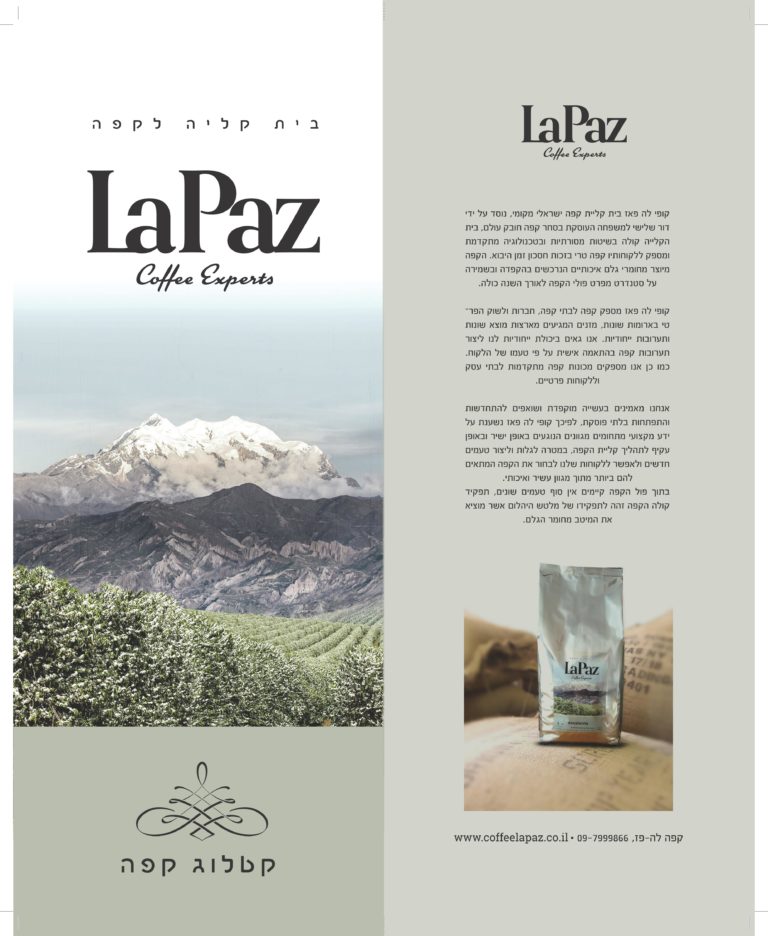 בית קליה לקפה
LaPaz
Coffee Experts
קטלוג קפה
LaPaz
Coffee Experts
קופי לה פאז בית קליית קפה ישראלי מקומי, נוסד על ידי
דור שלישי למשפחה העוסקת בסחר קפה חובק עולם, בית
הקלייה קולה בשיטות מסורתיות ובטכנולוגיה מתקדמת
ומספק ללקוחותיו קפה טרי בזכות חסכון זמן היבוא. הקפה
מיוצר מחומרי גלם איכותיים הנרכשים בהקפדה ובשמירה
על סטנדרט מפרט פולי הקפה לאורך השנה כולה.
קופי לה פאז מספק קפה לבתי קפה, חברות ולשוק הפר־
טי בארומות שונות, מזנים המגיעים מארצות מוצא שונות
ותערובות ייחודיות. אנו גאים ביכולת ייחודיות לנו ליצור
תערובות קפה בהתאמה אישית על פי טעמו של הלקוח.
כמו כן אנו מספקים מכונות קפה מתקדמות לבתי עסק
וללקוחות פרטיים.
אנחנו מאמינים בעשייה מוקפדת ושואפים להתחדשות
והתפתחות בלתי פוסקת, לפיכך קופי לה פאז נשענת על
ידע מקצועי מתחומים מגוונים הנוגעים באופן ישיר ובאופן
עקיף לתהליך קליית הקפה, במטרה לגלות וליצור טעמים
חדשים ולאפשר ללקוחות שלנו לבחור את הקפה המתאים
להם ביותר מתוך מגוון עשיר ואיכותי.
בתוך פול הקפה קיימים אין סוף טעמים שונים, תפקיד
קולה הקפה זהה לתפקידו של מלטש היהלום אשר מוציא
את המיטב מחומר הגלם.
LaPaz
Coffee Experts
17/18
קפה לה-פז, 09-7999866 • www.coffeelapaz.co.il